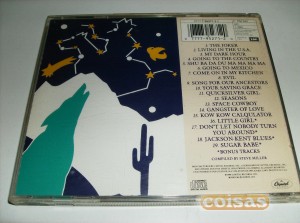 1. THE JOKER
2. LIVING IN THE U.S.A.
3. MY DARK HOUR
4. GOING TO THE COUNTRY
5. SHU BA DA DU MA MA MA MA
6. GOING TO MEXICO
7. COME ON IN MY KITCHEN
8. EVIL
9. SONG FOR OUR ANCESTORS
10. YOUR SAVING GRACE
11. QUICKSILVER GIRL
12. SEASONS
13. SPACE COWBOY
14. GANGSTER OF LOVE
15. KOW KOW CALCULATOR
16. LITTLE GIRL*
17. DON'T LET NOBODY TURN
YOU AROUND*
18. JACKSON-KENT BLUES*
19. SUGAR BABE*
*BONUS TRACKS
COMPILED BY STEVE MILLER
Capitol
coisas